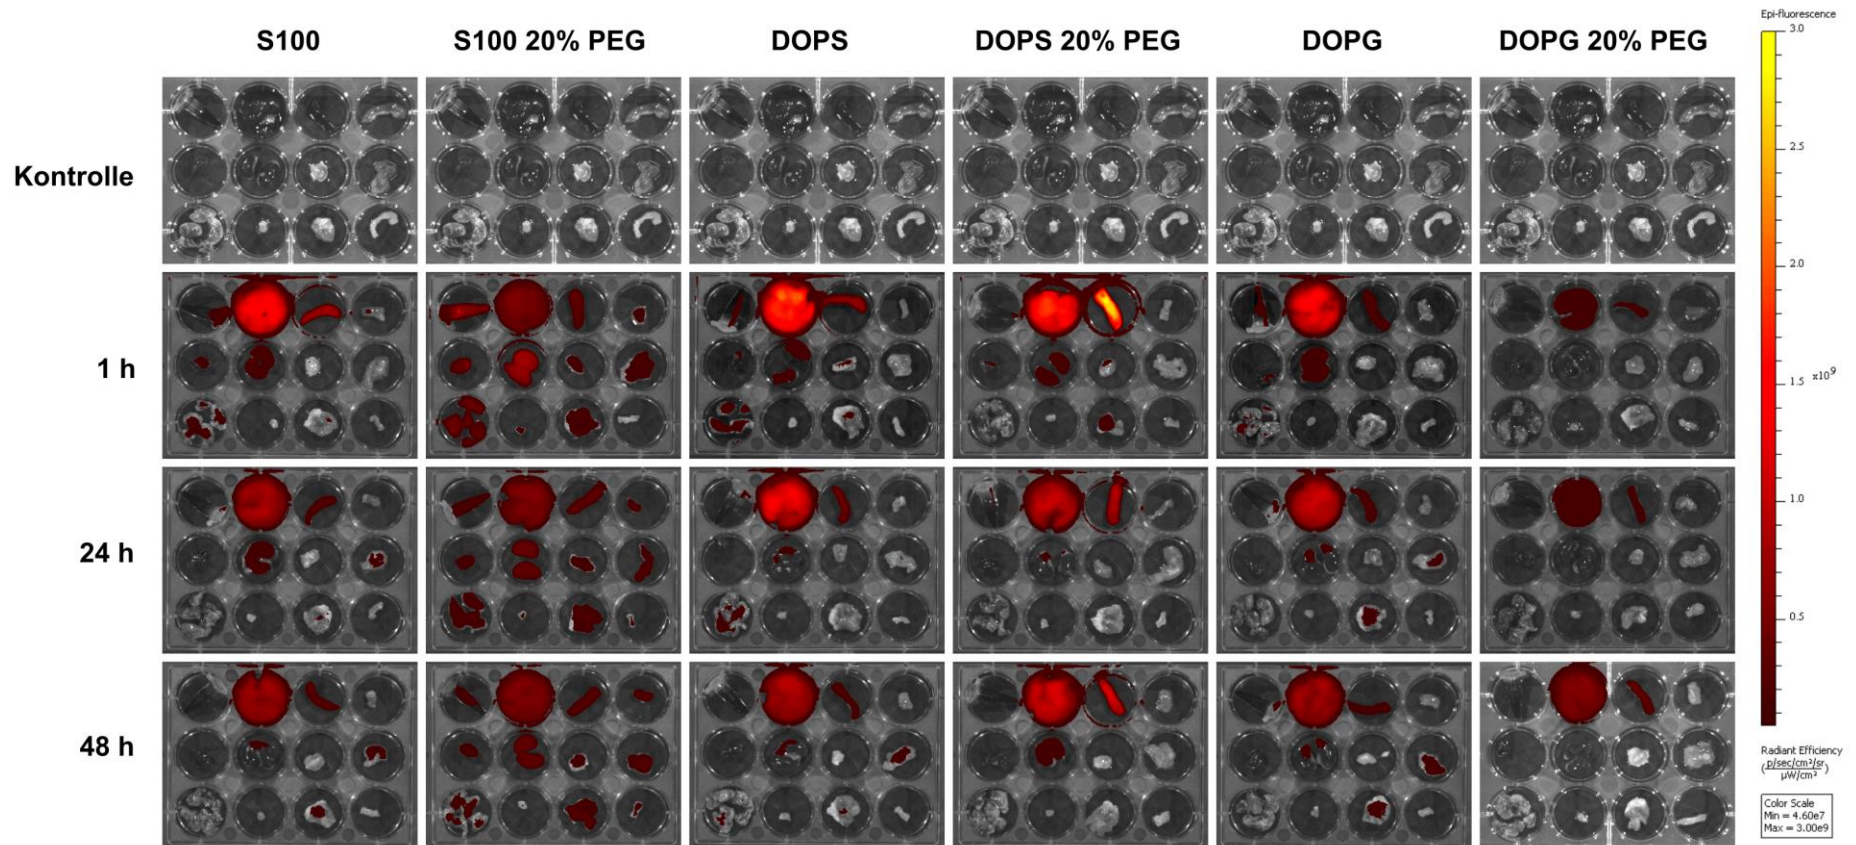 Epi-fluorescence
S100
S100 20% PEG
DOPS
DOPS 20% PEG
DOPG
DOPG 20% PEG
3.0
2.5
2.0
1.5
x10⁹
1.0
0.5
Kontrolle
1 h
24 h
48 h
Radiant Efficiency
(p/sec/cm²/sr
µW/cm²)
Color Scale
Min = 4.60e7
Max = 3.00e9